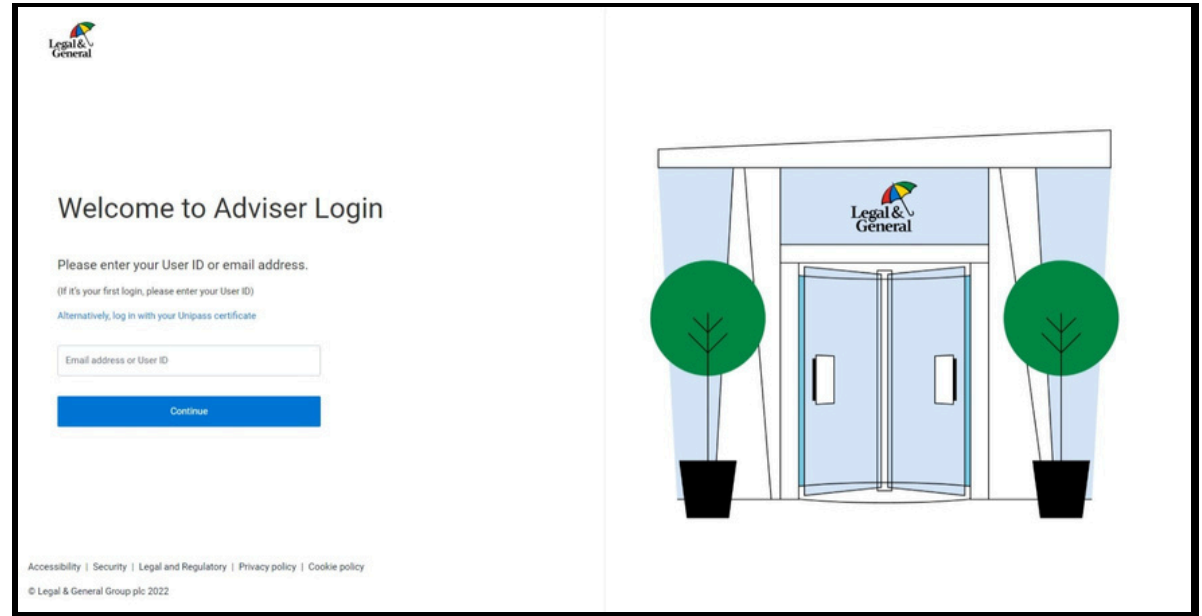 Legal &
General
Welcome to Adviser Login
Please enter your User ID or email address.
(If it's your first login, please enter your User ID)
Alternatively, log in with your Unipass certificate
Email address or User ID
Continue
Accessibility | Security | Legal and Regulatory | Privacy policy | Cookie policy
© Legal & General Group plc 2022
Legal &
General